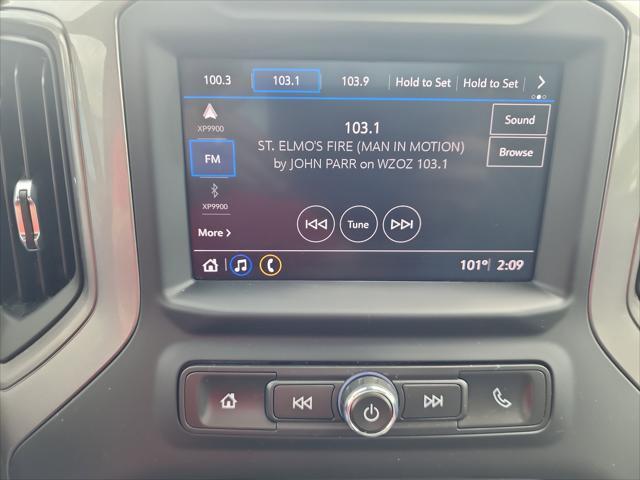 100.3 103.1 103.9 Hold to Set Hold to Set
XP9900
FM
XP9900
More
103.1
ST. ELMO'S FIRE (MAN IN MOTION)
by JOHN PARR on WZOZ 103.1
Tune
Sound
Browse
101° 2:09